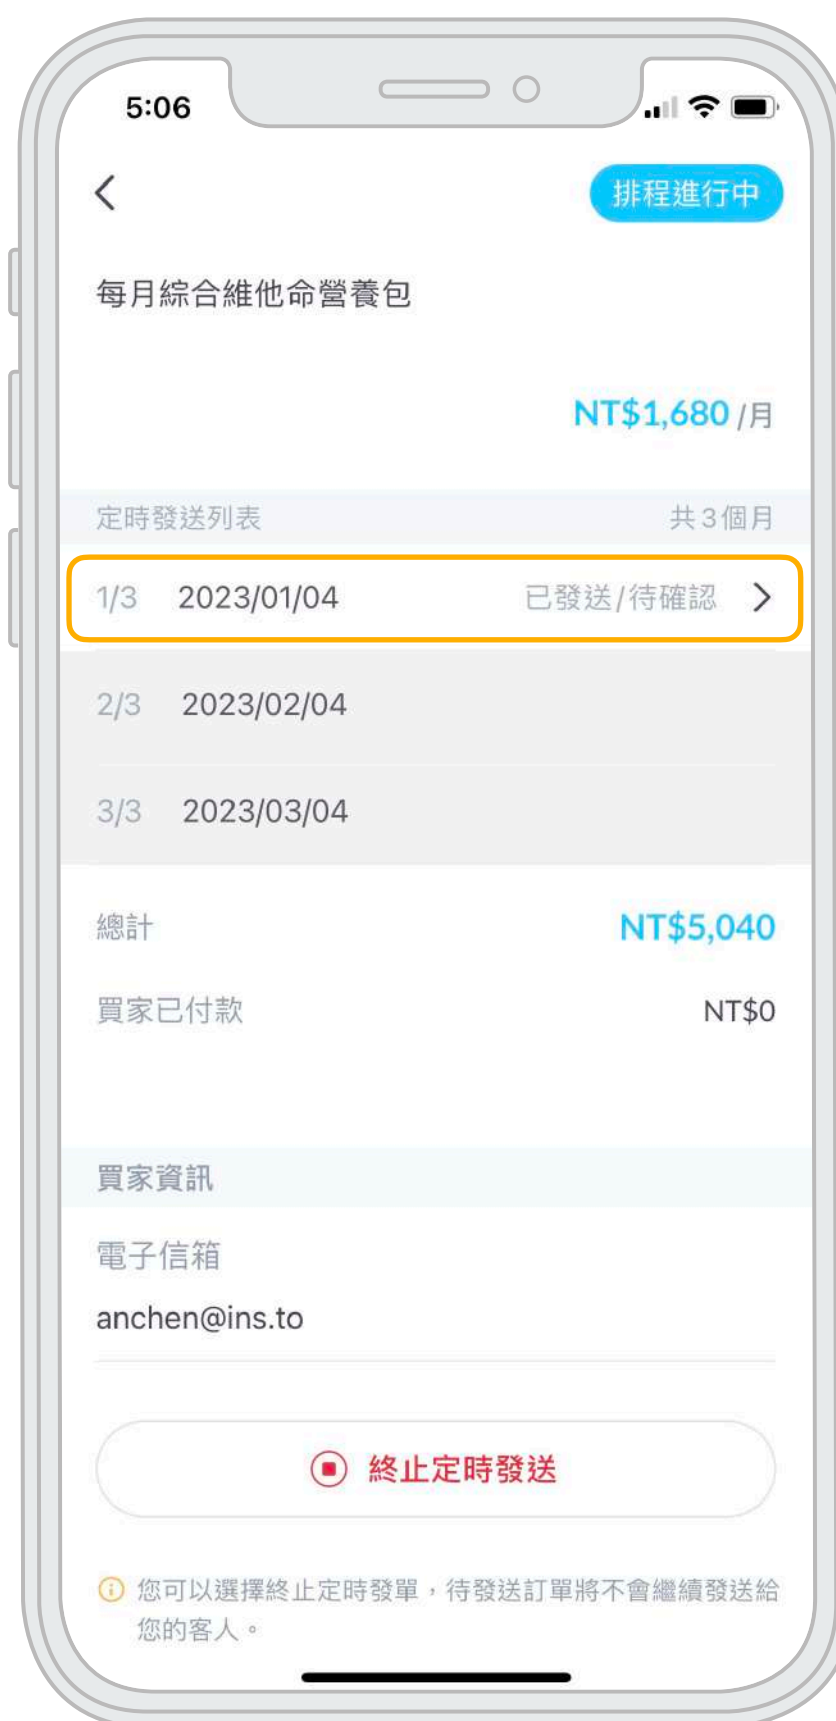 5:06
排程進行中
每月綜合維他命營養包
NT$1,680 /月
定時發送列表 共3個月
1/3 2023/01/04 已發送/待確認
2/3 2023/02/04
3/3 2023/03/04
總計 NT$5,040
買家已付款 NT$0
買家資訊
電子信箱
anchen@ins.to
終止定時發送
您可以選擇終止定時發單，待發送訂單將不會繼續發送給
您的客人。